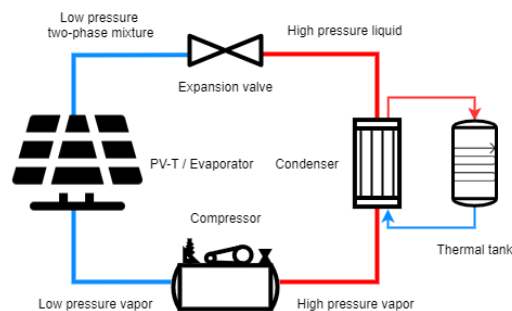 Low pressure
two-phase mixture
High pressure liquid
Expansion valve
PV-T / Evaporator
Condenser
Compressor
Thermal tank
Low pressure vapor
High pressure vapor